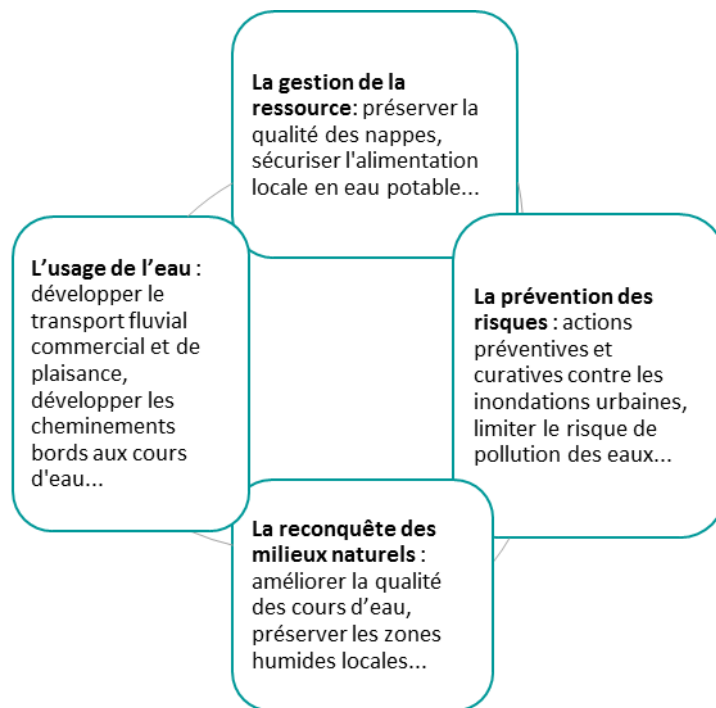 La gestion de la
ressource: préserver la
qualité des nappes,
sécuriser l'alimentation
locale en eau potable...
L’usage de l’eau :
développer le
transport fluvial
commercial et de
plaisance,
développer les
cheminements
bords aux cours
d'eau...
La prévention des
risques : actions
préventives et
curatives contre les
inondations urbaines,
limiter le risque de
pollution des eaux...
La reconquête des
milieux naturels :
améliorer la qualité
des cours d’eau,
préserver les zones
humides locales...